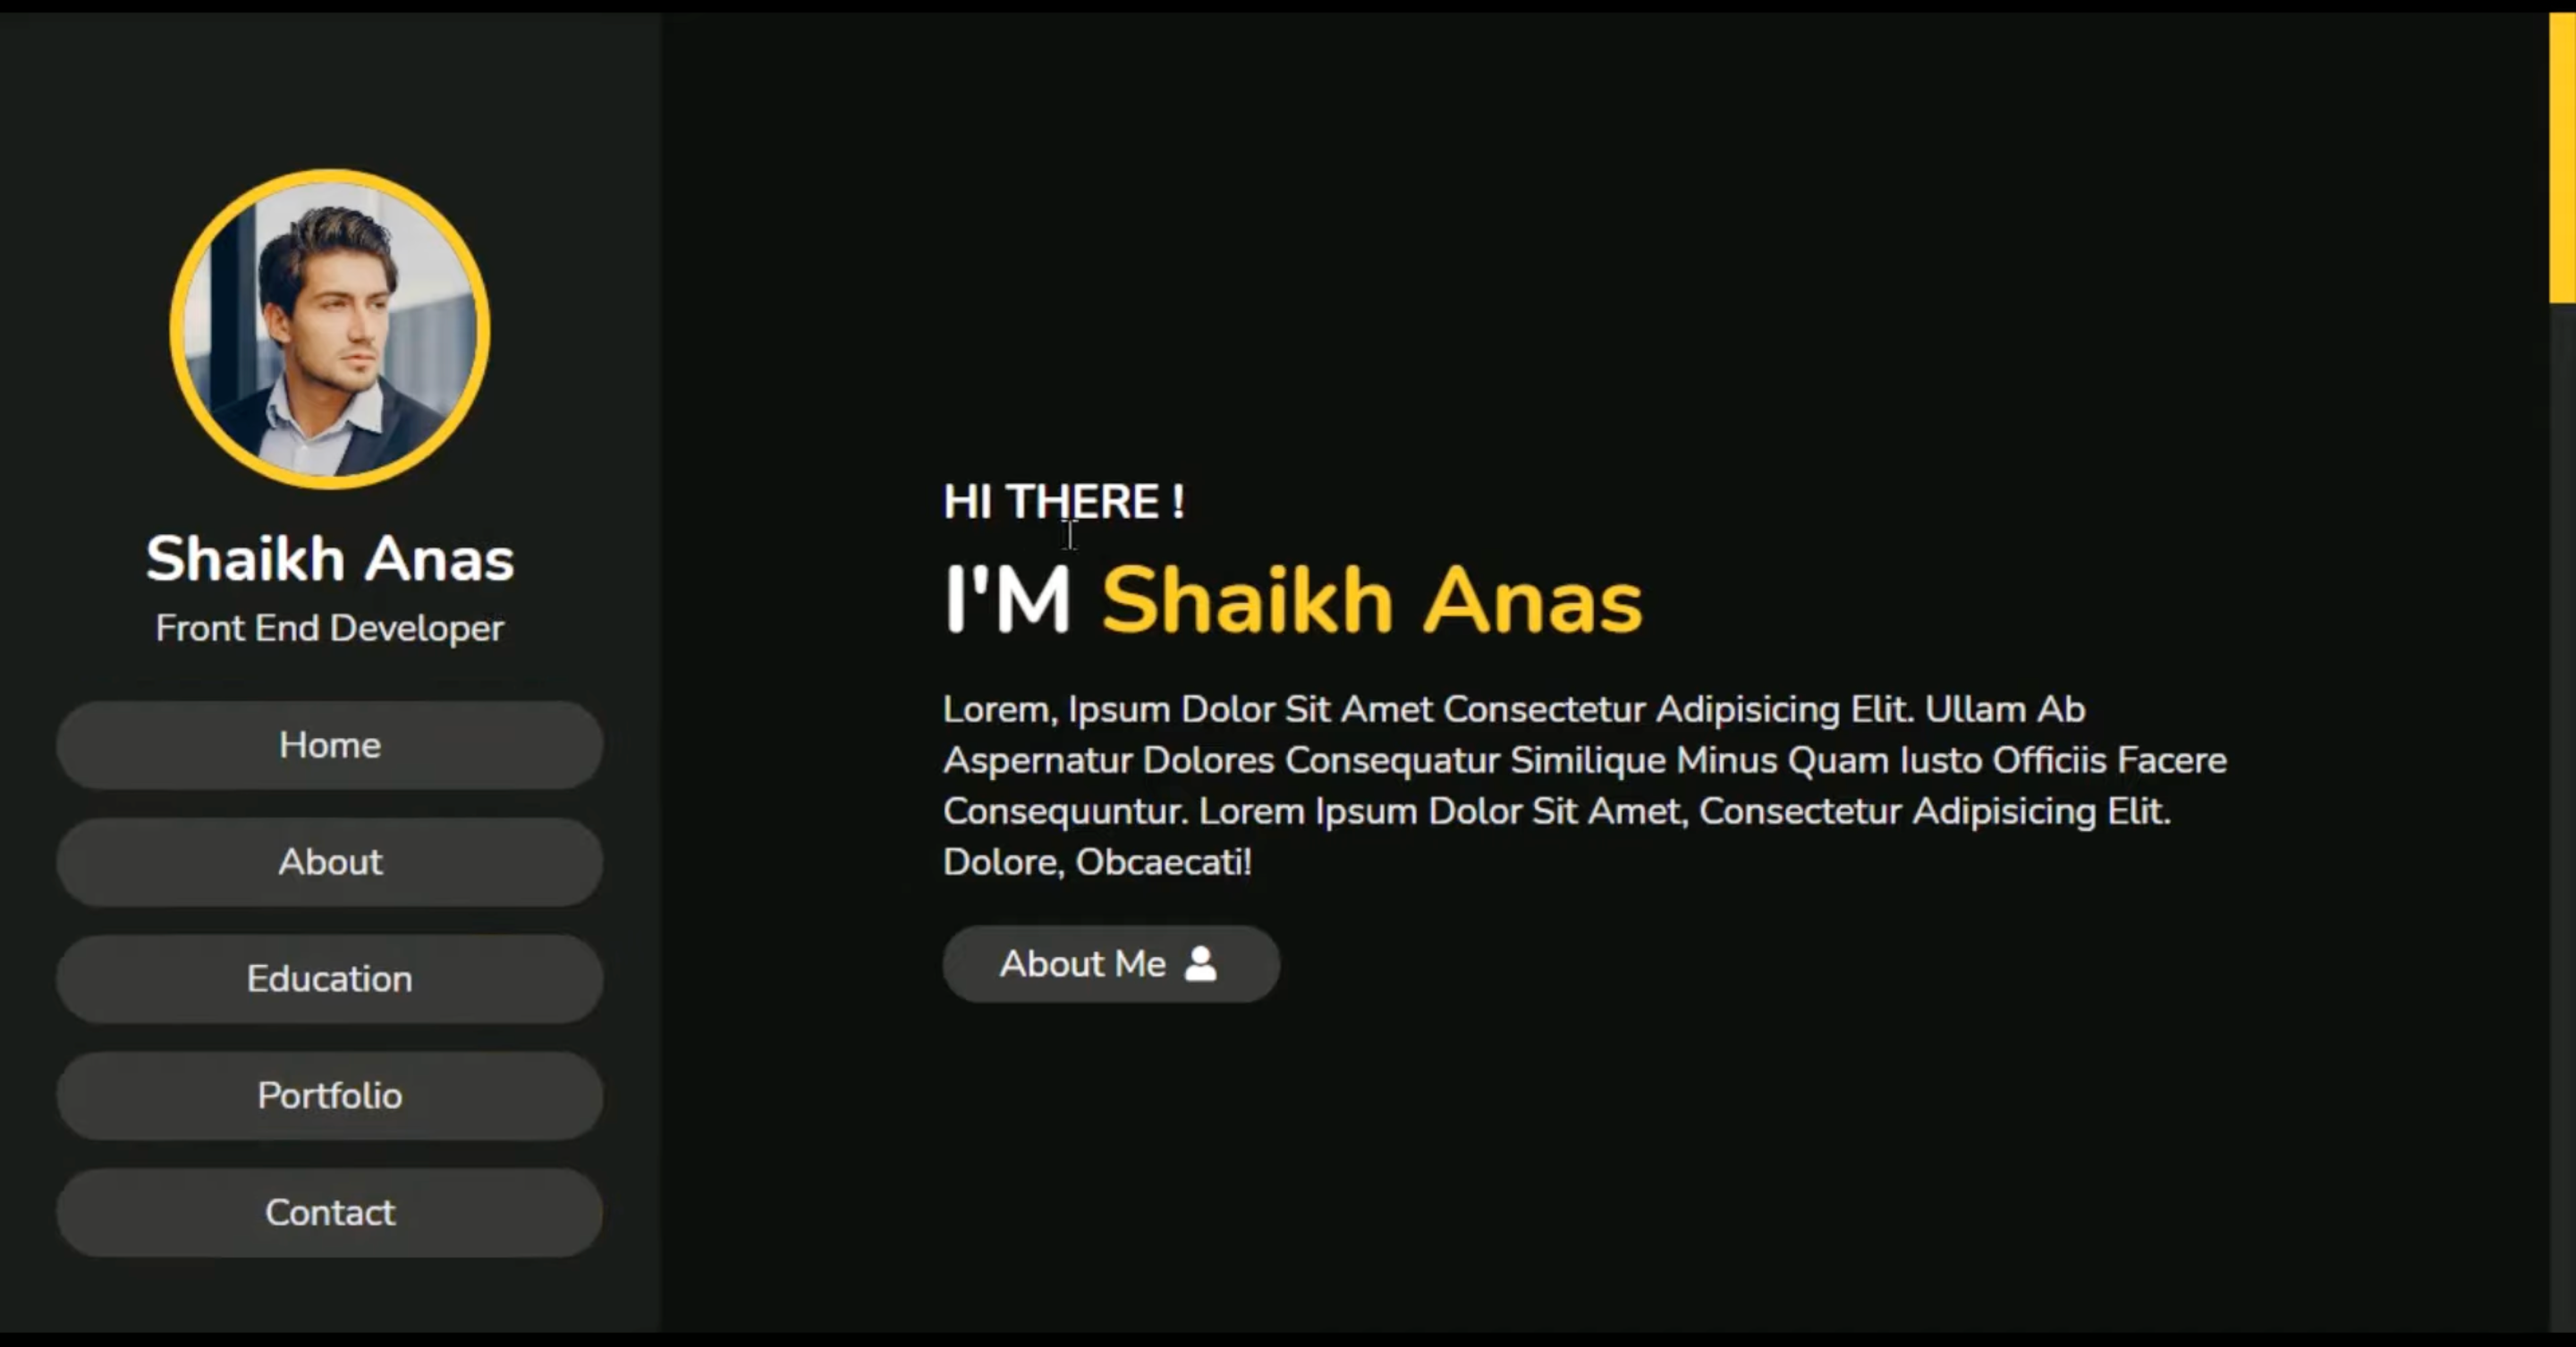 Shaikh Anas
Front End Developer
Home
About
Education
Portfolio
Contact
HI THERE !
I'M Shaikh Anas
Lorem, Ipsum Dolor Sit Amet Consectetur Adipisicing Elit. Ullam Ab
Aspernatur Dolores Consequatur Similique Minus Quam Iusto Officiis Facere
Consequuntur. Lorem Ipsum Dolor Sit Amet, Consectetur Adipisicing Elit.
Dolore, Obcaecati!
About Me